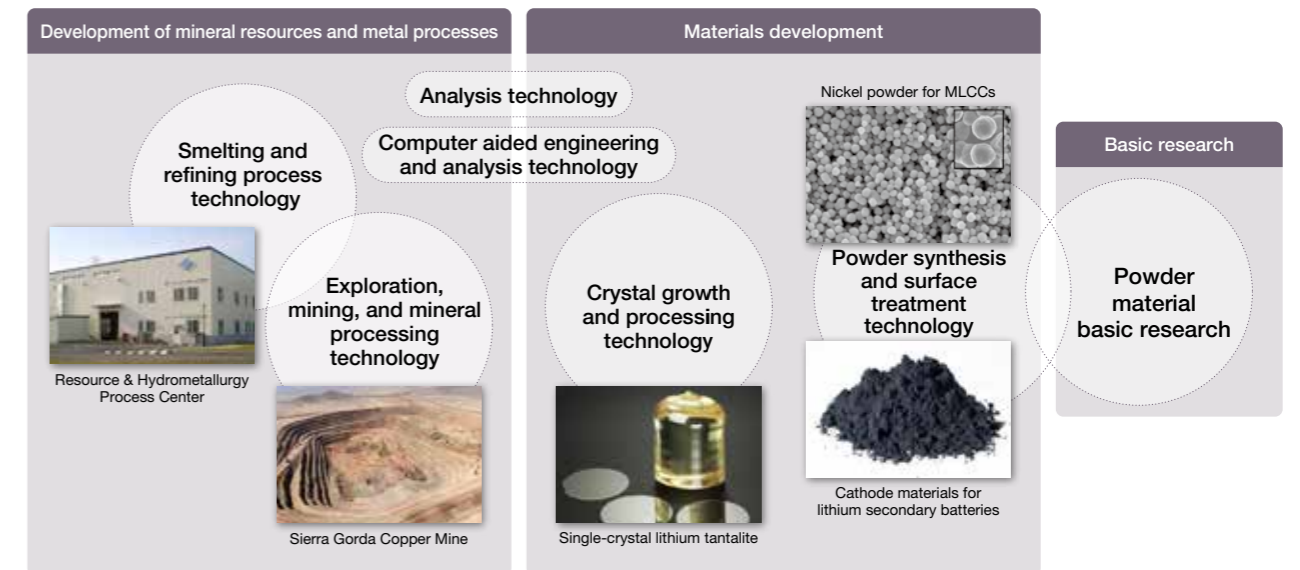 Development of mineral resources and metal processes
Materials development
Basic research
Analysis technology
Computer aided engineering
and analysis technology
Smelting and
refining process
technology
Resource & Hydrometallurgy
Process Center
Exploration,
mining, and mineral
processing
technology
Sierra Gorda Copper Mine
Crystal growth
and processing
technology
Single-crystal lithium tantalite
Nickel powder for MLCCs
Powder synthesis
and surface
treatment
technology
Cathode materials for
lithium secondary batteries
Powder
material
basic research